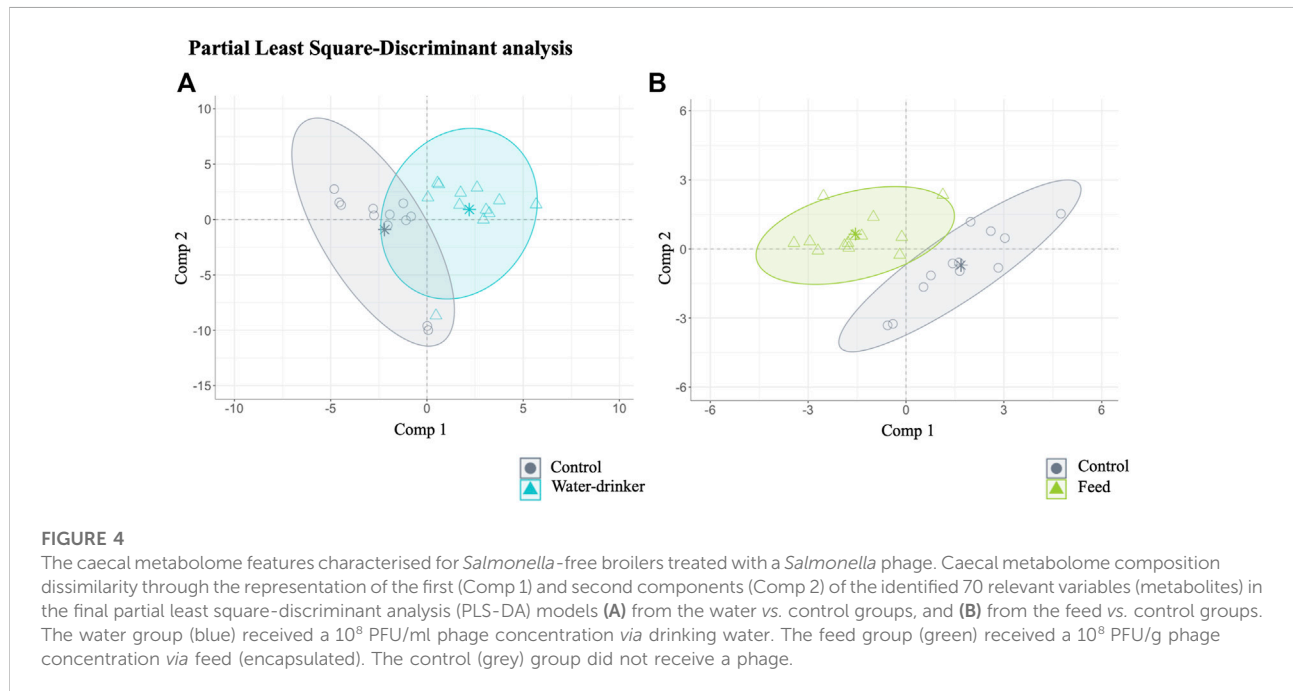 Partial Least Square-Discriminant analysis
A
B
10
5
0
-5
-10
-15
Comp 2
-10
-5
0
5
10
Comp 1
6
3
0
-3
-6
Comp 2
-6
-3
0
3
6
Comp 1
Control
Water-drinker
Control
Feed
FIGURE 4
The caecal metabolome features characterised for Salmonella-free broilers treated with a Salmonella phage. Caecal metabolome composition
dissimilarity through the representation of the first (Comp 1) and second components (Comp 2) of the identified 70 relevant variables (metabolites) in
the final partial least square-discriminant analysis (PLS-DA) models (A) from the water vs. control groups, and (B) from the feed vs. control groups.
The water group (blue) received a 10⁸ PFU/ml phage concentration via drinking water. The feed group (green) received a 10⁸ PFU/g phage
concentration via feed (encapsulated). The control (grey) group did not receive a phage.